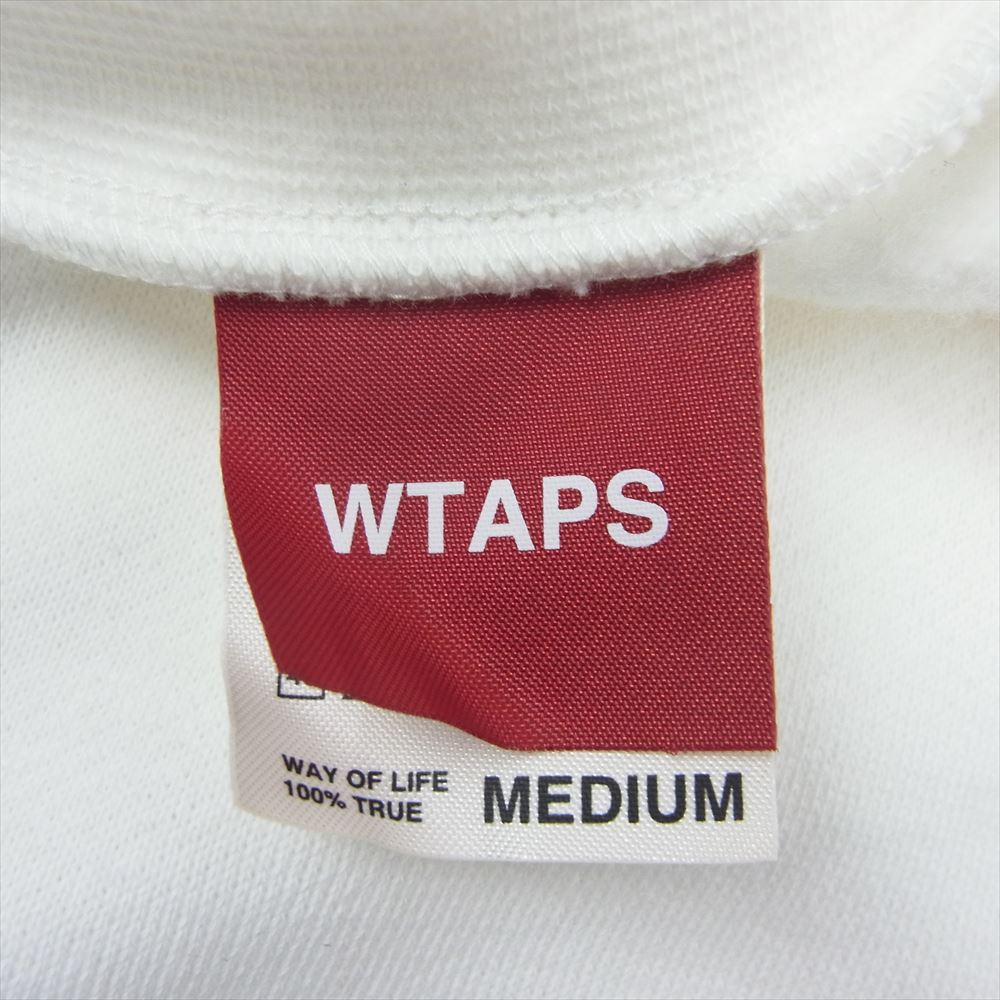 WTAPS
WAY OF LIFE
100% TRUE
MEDIUM